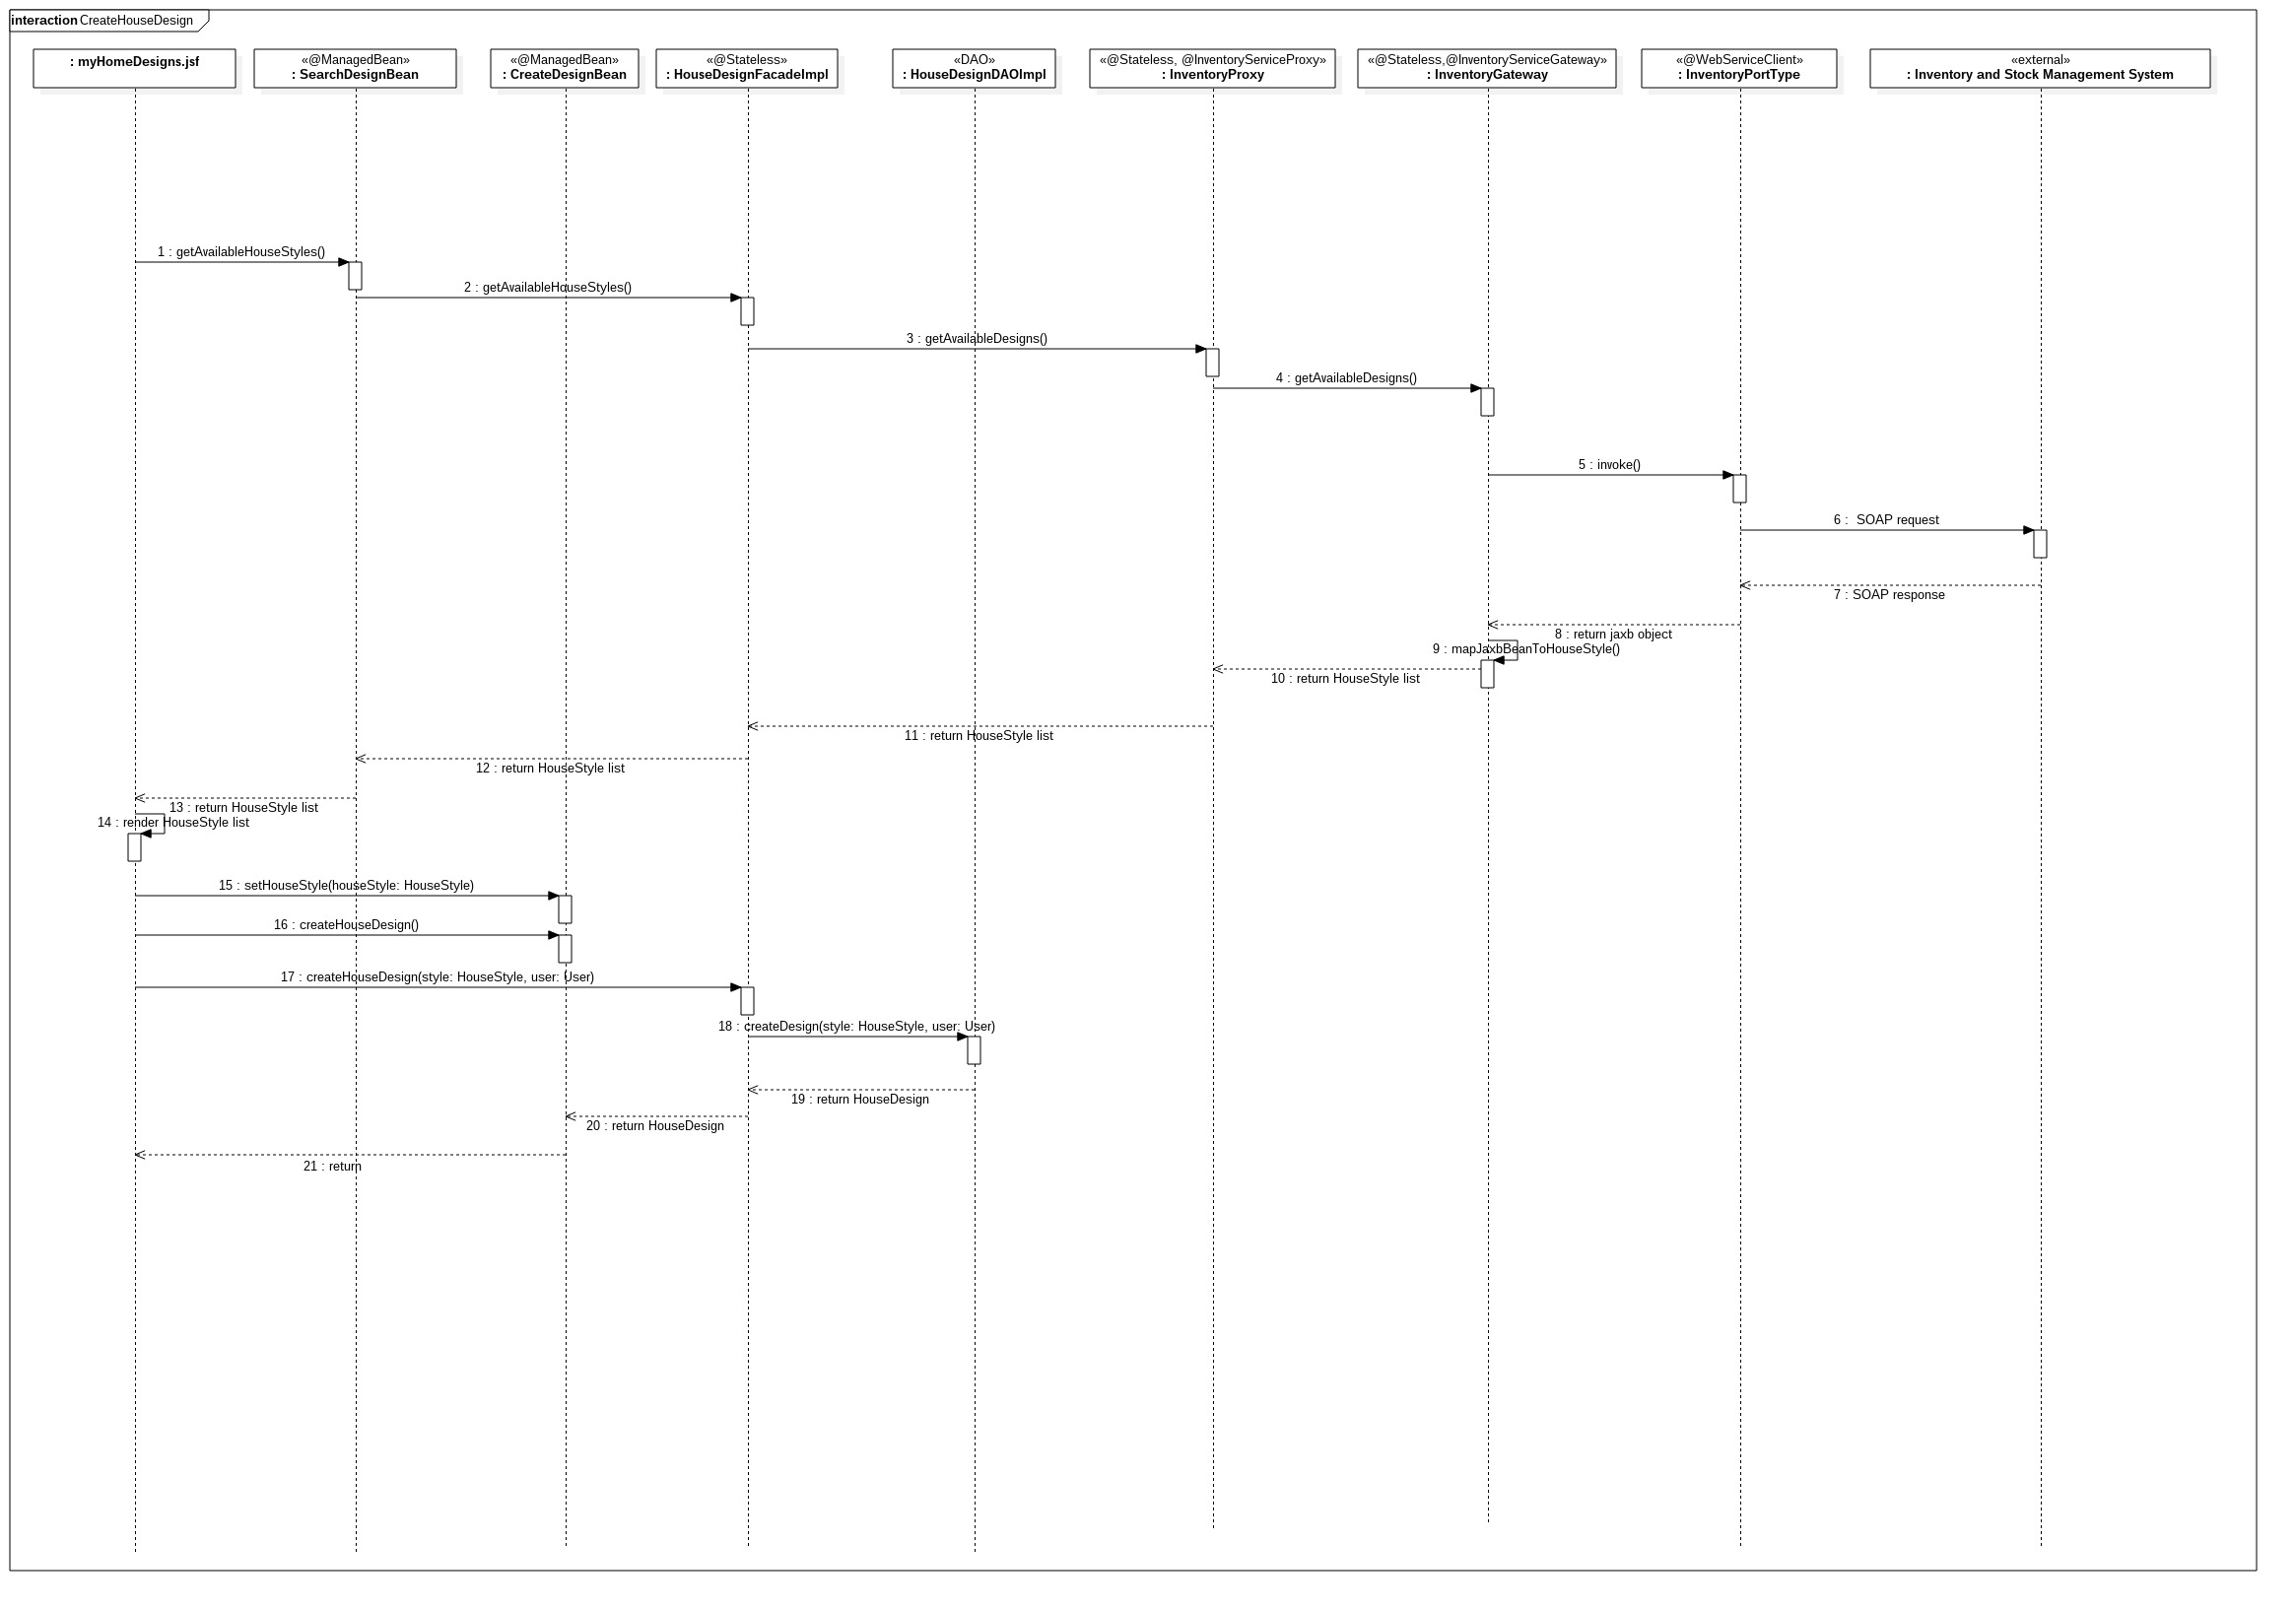 interaction CreateHouseDesign
: myHomeDesigns.jsf
«@ManagedBean»
: SearchDesignBean
«@ManagedBean»
: CreateDesignBean
«@Stateless»
: HouseDesignFacadeImpl
«DAO»
: HouseDesignDAOImpl
«@Stateless, @InventoryServiceProxy»
: InventoryProxy
«@Stateless,@InventoryServiceGateway»
: InventoryGateway
«@WebServiceClient»
: InventoryPortType
«external»
: Inventory and Stock Management System
1 : getAvailableHouseStyles()
2 : getAvailableHouseStyles()
3 : getAvailableDesigns()
4 : getAvailableDesigns()
5 : invoke()
6 :  SOAP request
7 : SOAP response
8 : return jaxb object
9 : mapJaxbBeanToHouseStyle()
10 : return HouseStyle list
11 : return HouseStyle list
12 : return HouseStyle list
13 : return HouseStyle list
14 : render HouseStyle list
15 : setHouseStyle(houseStyle: HouseStyle)
16 : createHouseDesign()
17 : createHouseDesign(style: HouseStyle, user: User)
18 : createDesign(style: HouseStyle, user: User)
19 : return HouseDesign
20 : return HouseDesign
21 : return